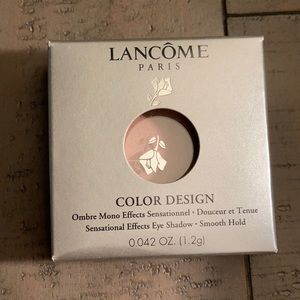 LANCÔME
PARIS
COLOR DESIGN
Ombre Mono Effects Sensationnel • Douceur et Tenue
Sensational Effects Eye Shadow • Smooth Hold
0.042 OZ. (1.2g)